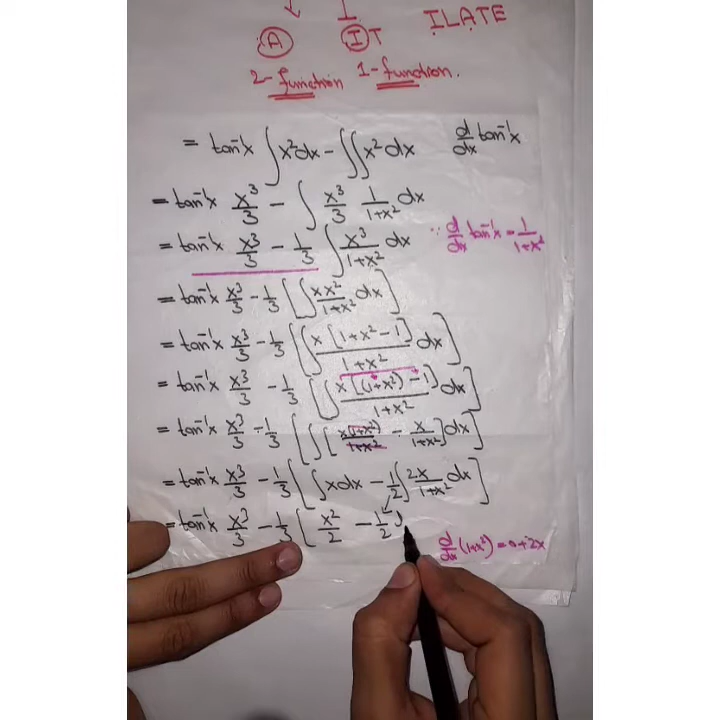 1
ILATE
A IT
2- function 1- function.
= tan⁻¹x ∫x²dx - ∫∫x²dx d/dx tan⁻¹x
= tan⁻¹x x³/3 - ∫ x³/3 1/1+x² dx
= tan⁻¹x x³/3 - 1/3 ∫ x³/1+x² dx ∵ d/dx tan⁻¹x = 1/1+x²
= tan⁻¹x x³/3 - 1/3 [∫ xx²/1+x² dx]
= tan⁻¹x x³/3 - 1/3 [∫ x[1+x²-1]/1+x² dx]
= tan⁻¹x x³/3 - 1/3 [∫ x[(1+x²)-1]/1+x² dx]
= tan⁻¹x x³/3 - 1/3 [∫[x(1+x²)/1+x² - x/1+x²]dx]
= tan⁻¹x x³/3 - 1/3 [∫xdx - 1/2 ∫ 2x/1+x² dx]
= tan⁻¹x x³/3 - 1/3 [x²/2 - 1/2
d/dx (1+x²) = 0+2x